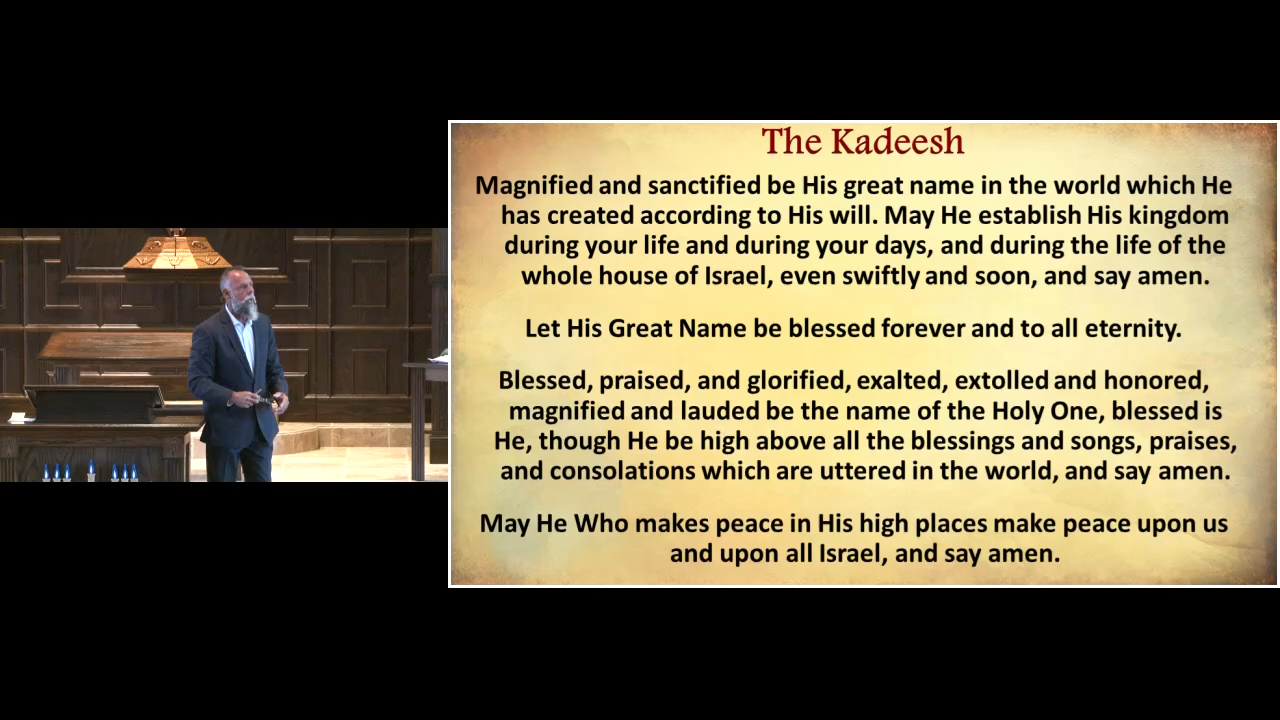 The Kadeesh
Magnified and sanctified be His great name in the world which He
has created according to His will. May He establish His kingdom
during your life and during your days, and during the life of the
whole house of Israel, even swiftly and soon, and say amen.
Let His Great Name be blessed forever and to all eternity.
Blessed, praised, and glorified, exalted, extolled and honored,
magnified and lauded be the name of the Holy One, blessed is
He, though He be high above all the blessings and songs, praises,
and consolations which are uttered in the world, and say amen.
May He Who makes peace in His high places make peace upon us
and upon all Israel, and say amen.